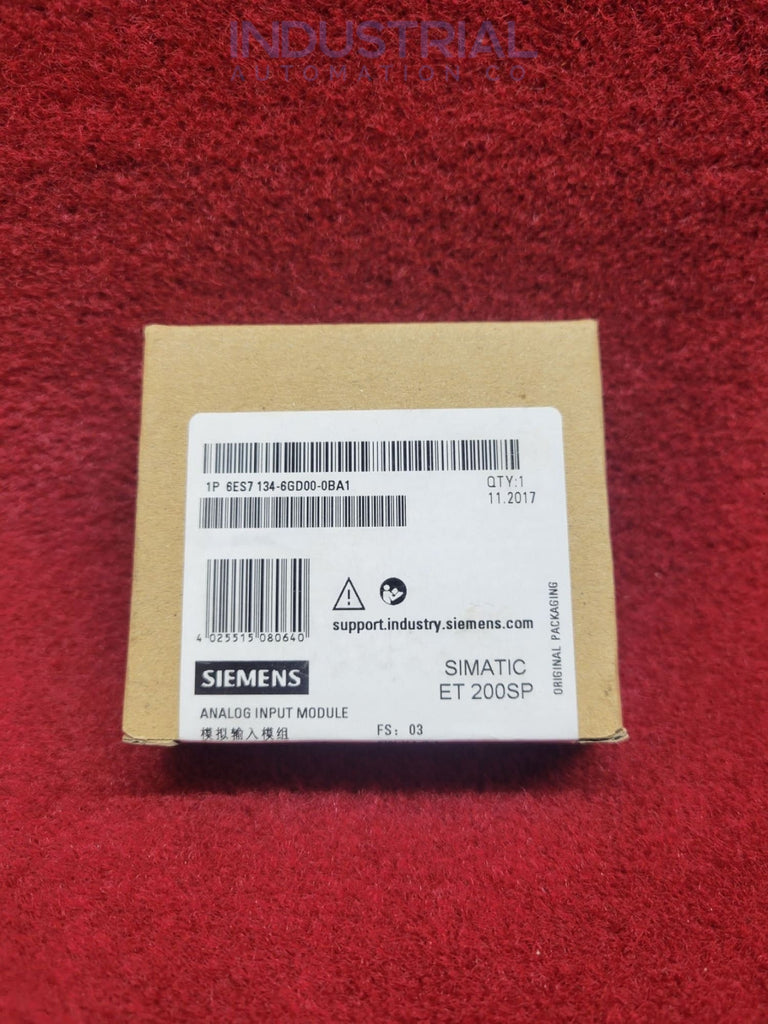 INDUSTRIAL
AUTOMATION CO
1P 6ES7 134-6GD00-0BA1
QTY:1
11.2017
4 025515 080640
support.industry.siemens.com
ORIGINAL PACKAGING
SIEMENS
SIMATIC
ET 200SP
ANALOG INPUT MODULE
模拟输入模组
FS: 03